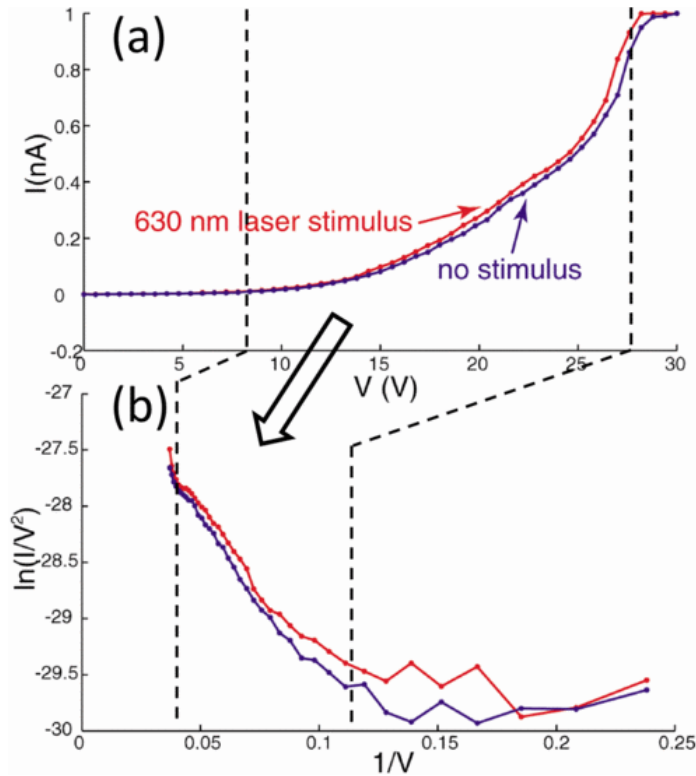 (a)
I(nA)
1
0.8
0.6
0.4
0.2
0
-0.2
630 nm laser stimulus
no stimulus
0 5 10 15 20 25 30
V (V)
(b)
ln(I/V²)
-27
-27.5
-28
-28.5
-29
-29.5
-30
0 0.05 0.1 0.15 0.2 0.25
1/V